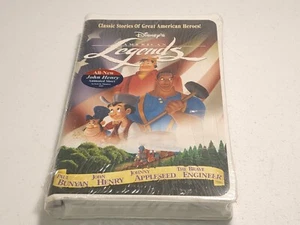 Classic Stories Of Great American Heroes!
Disney's
AMERICAN
Legends
All-New
John Henry
PAUL BUNYAN
JOHN HENRY
JOHNNY APPLESEED
THE BRAVE ENGINEER